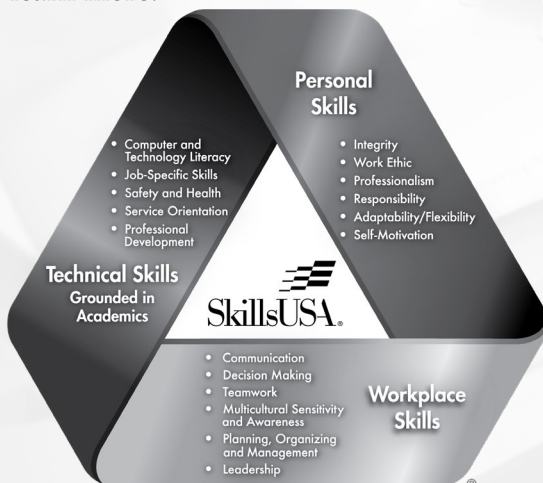 Personal
Skills
• Integrity
• Work Ethic
• Professionalism
• Responsibility
• Adaptability/Flexibility
• Self-Motivation
• Computer and
Technology Literacy
• Job-Specific Skills
• Safety and Health
• Service Orientation
• Professional
Development
Technical Skills
Grounded in
Academics
SkillsUSA®
• Communication
• Decision Making
• Teamwork
• Multicultural Sensitivity
and Awareness
• Planning, Organizing
and Management
• Leadership
Workplace
Skills
®